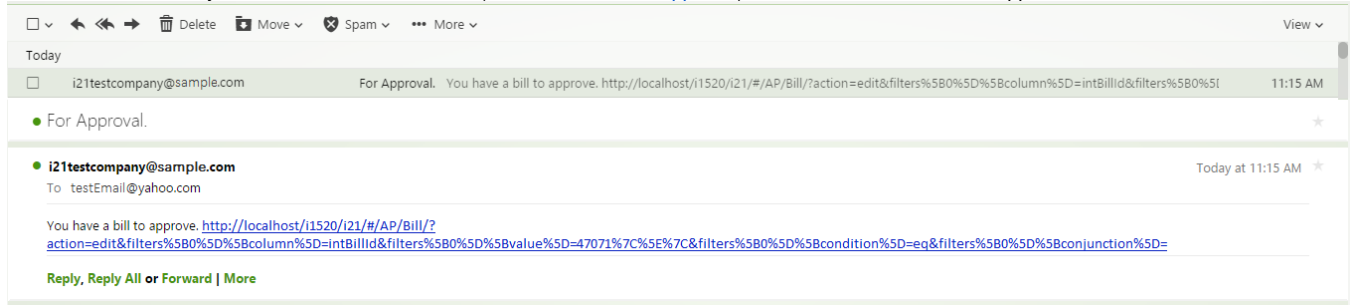 Delete Move Spam More View
Today
i21testcompany@sample.com For Approval. You have a bill to approve. http://localhost/i1520/i21/#/AP/Bill/?action=edit&filters%5B0%5D%5Bcolumn%5D=intBillId&filters%5B0%5I 11:15 AM
For Approval.
i21testcompany@sample.com Today at 11:15 AM
To testEmail@yahoo.com
You have a bill to approve. http://localhost/i1520/i21/#/AP/Bill/?
action=edit&filters%5B0%5D%5Bcolumn%5D=intBillId&filters%5B0%5D%5Bvalue%5D=47071%7C%5E%7C&filters%5B0%5D%5Bcondition%5D=eq&filters%5B0%5D%5Bconjunction%5D=
Reply, Reply All or Forward | More